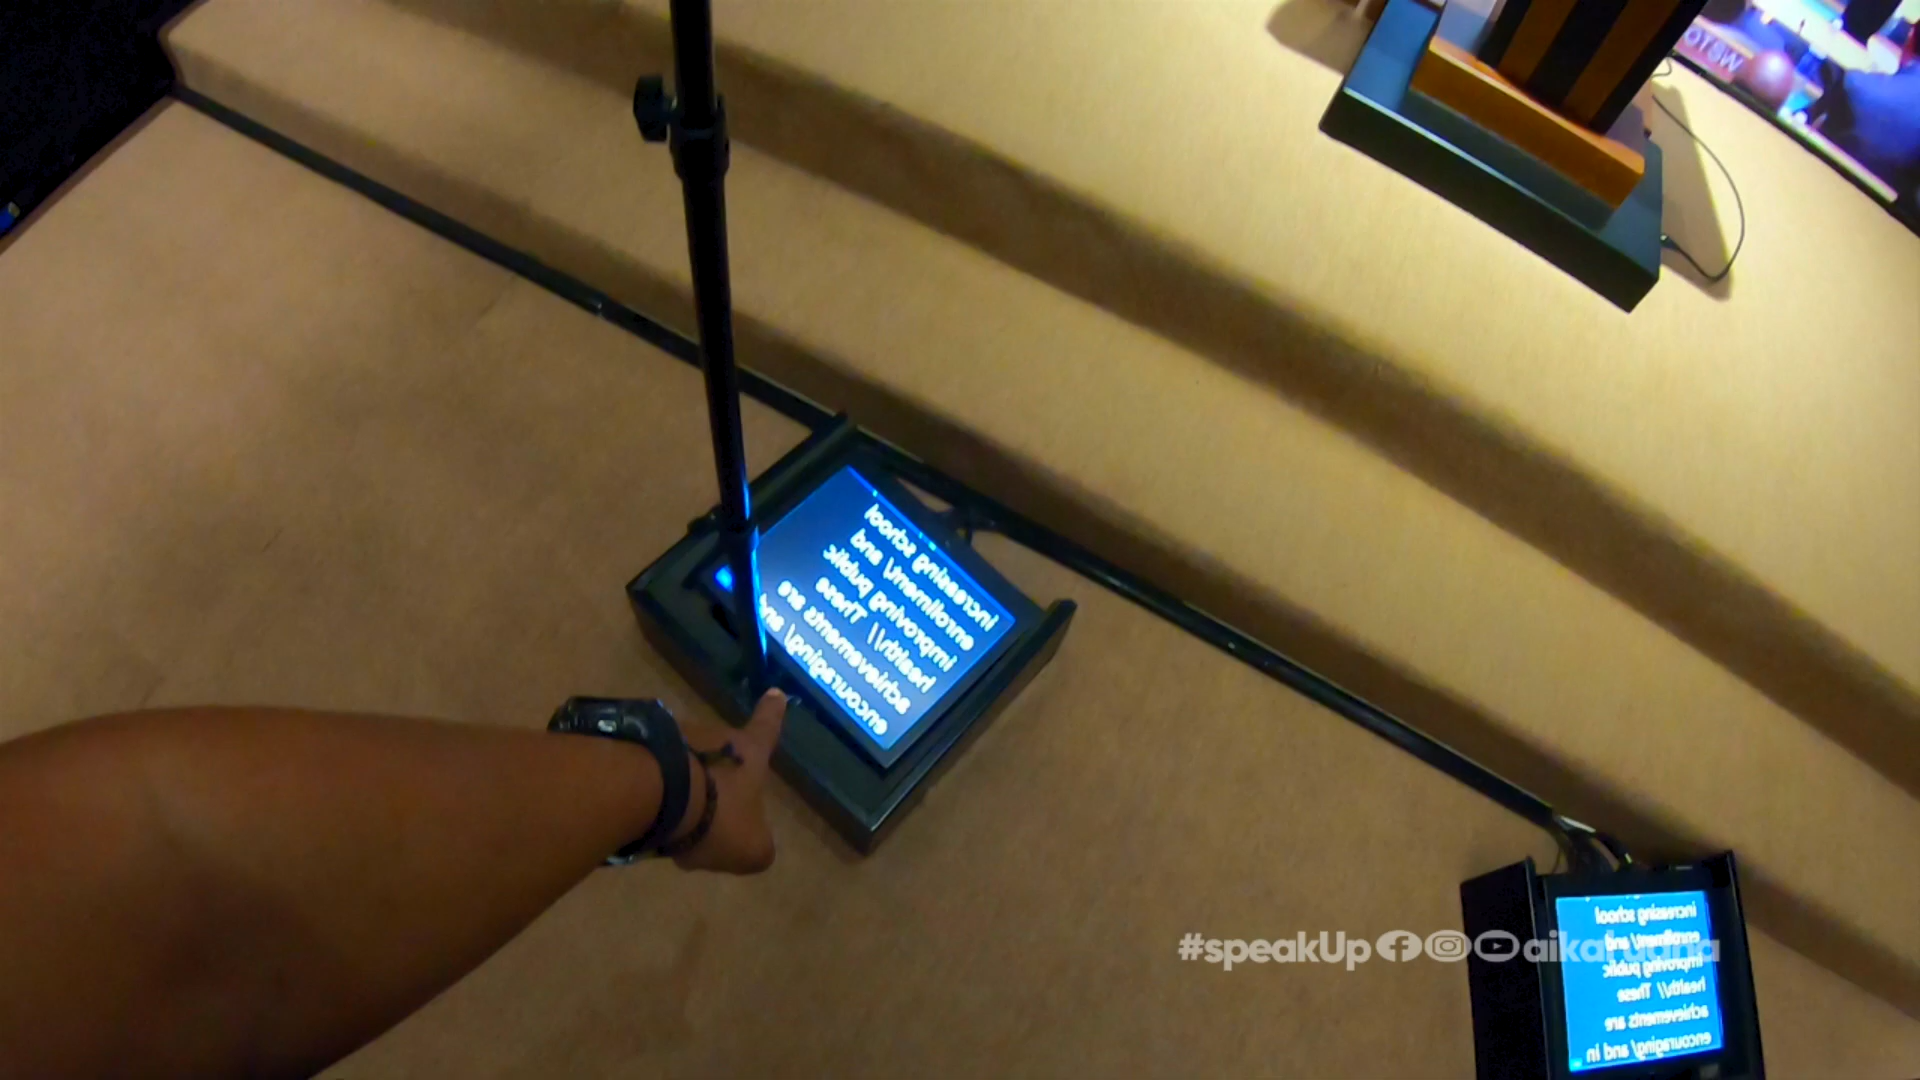 increasing school
enrollment/ and
improving public
health// These
achievements are
encouraging/ and
increasing school
enrollment/ and
improving public
health// These
achievements are
encouraging/ and in
#speakUp
WSTO